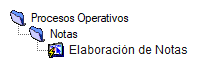 Procesos Operativos
Notas
Elaboración de Notas